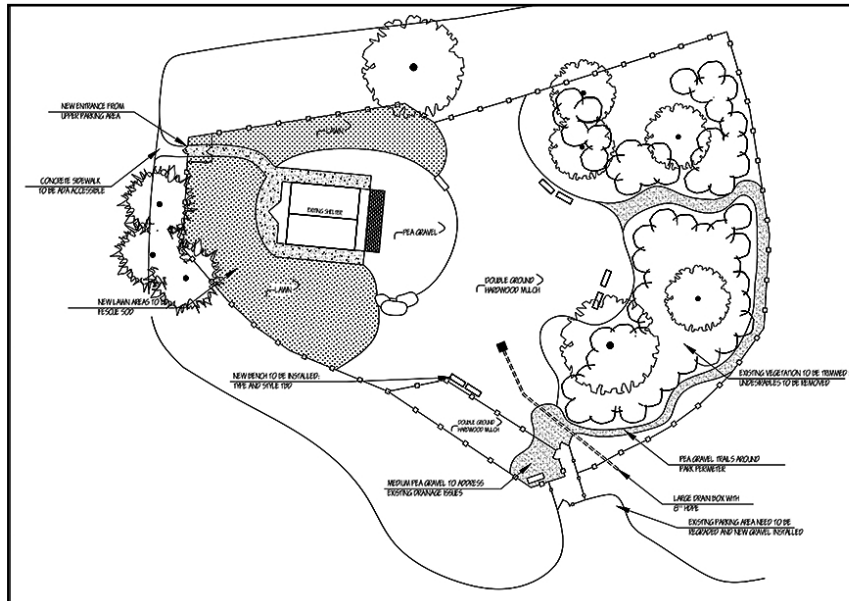 NEW ENTRANCE FROM
UPPER PARKING AREA
LAWN
CONCRETE SIDEWALK
TO BE ADA ACCESSIBLE
EXISTING SHELTER
PEA GRAVEL
DOUBLE GROUND
HARDWOOD MULCH
LAWN
NEW LAWN AREAS TO BE
FESCUE SOD
NEW BENCH TO BE INSTALLED:
TYPE AND STYLE TBD
EXISTING VEGETATION TO BE TRIMMED
UNDESIRABLES TO BE REMOVED
DOUBLE GROUND
HARDWOOD MULCH
PEA GRAVEL TRAILS AROUND
PARK PERIMETER
MEDIUM PEA GRAVEL TO ADDRESS
EXISTING DRAINAGE ISSUES
LARGE DRAIN BOX WITH
HDPE
EXISTING PARKING AREA NEED TO BE
REGRADED AND NEW GRAVEL INSTALLED